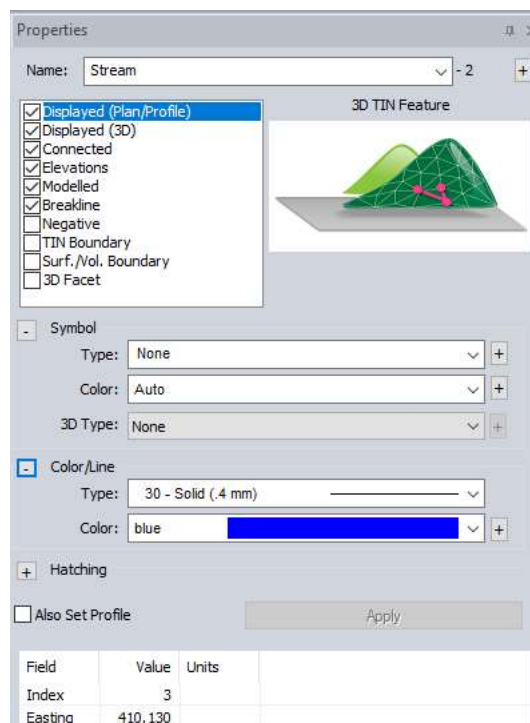 Properties
Name: Stream - 2 +
Displayed (Plan/Profile)
3D TIN Feature
Displayed (3D)
Connected
Elevations
Modelled
Breakline
Negative
TIN Boundary
Surf./Vol. Boundary
3D Facet
- Symbol
Type: None +
Color: Auto +
3D Type: None +
- Color/Line
Type: 30 - Solid (.4 mm)
Color: blue +
+ Hatching
Also Set Profile Apply
Field Value Units
Index 3
Easting 410.130